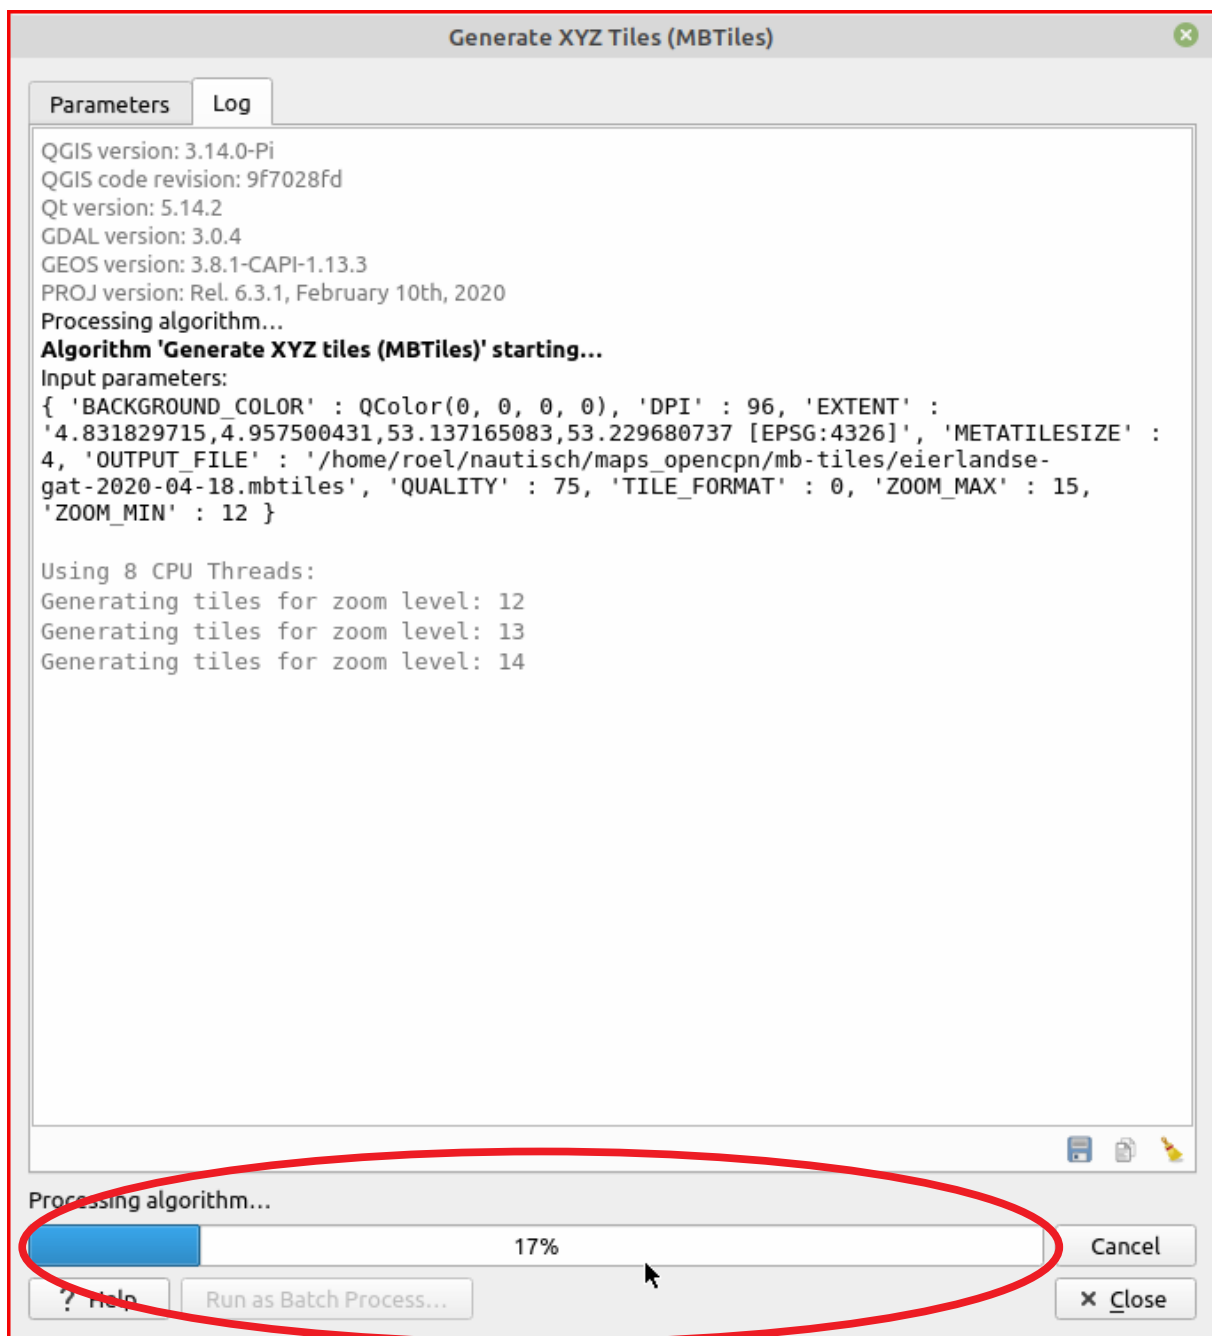 Generate XYZ Tiles (MBTiles)
Parameters
Log
QGIS version: 3.14.0-Pi
QGIS code revision: 9f7028fd
Qt version: 5.14.2
GDAL version: 3.0.4
GEOS version: 3.8.1-CAPI-1.13.3
PROJ version: Rel. 6.3.1, February 10th, 2020
Processing algorithm…
Algorithm 'Generate XYZ tiles (MBTiles)' starting…
Input parameters:
{ 'BACKGROUND_COLOR' : QColor(0, 0, 0, 0), 'DPI' : 96, 'EXTENT' :
'4.831829715,4.957500431,53.137165083,53.229680737 [EPSG:4326]', 'METATILESIZE' :
4, 'OUTPUT_FILE' : '/home/roel/nautisch/maps_opencpn/mb-tiles/eierlandse-
gat-2020-04-18.mbtiles', 'QUALITY' : 75, 'TILE_FORMAT' : 0, 'ZOOM_MAX' : 15,
'ZOOM_MIN' : 12 }
Using 8 CPU Threads:
Generating tiles for zoom level: 12
Generating tiles for zoom level: 13
Generating tiles for zoom level: 14
Processing algorithm…
17%
Cancel
? Help
Run as Batch Process…
Close